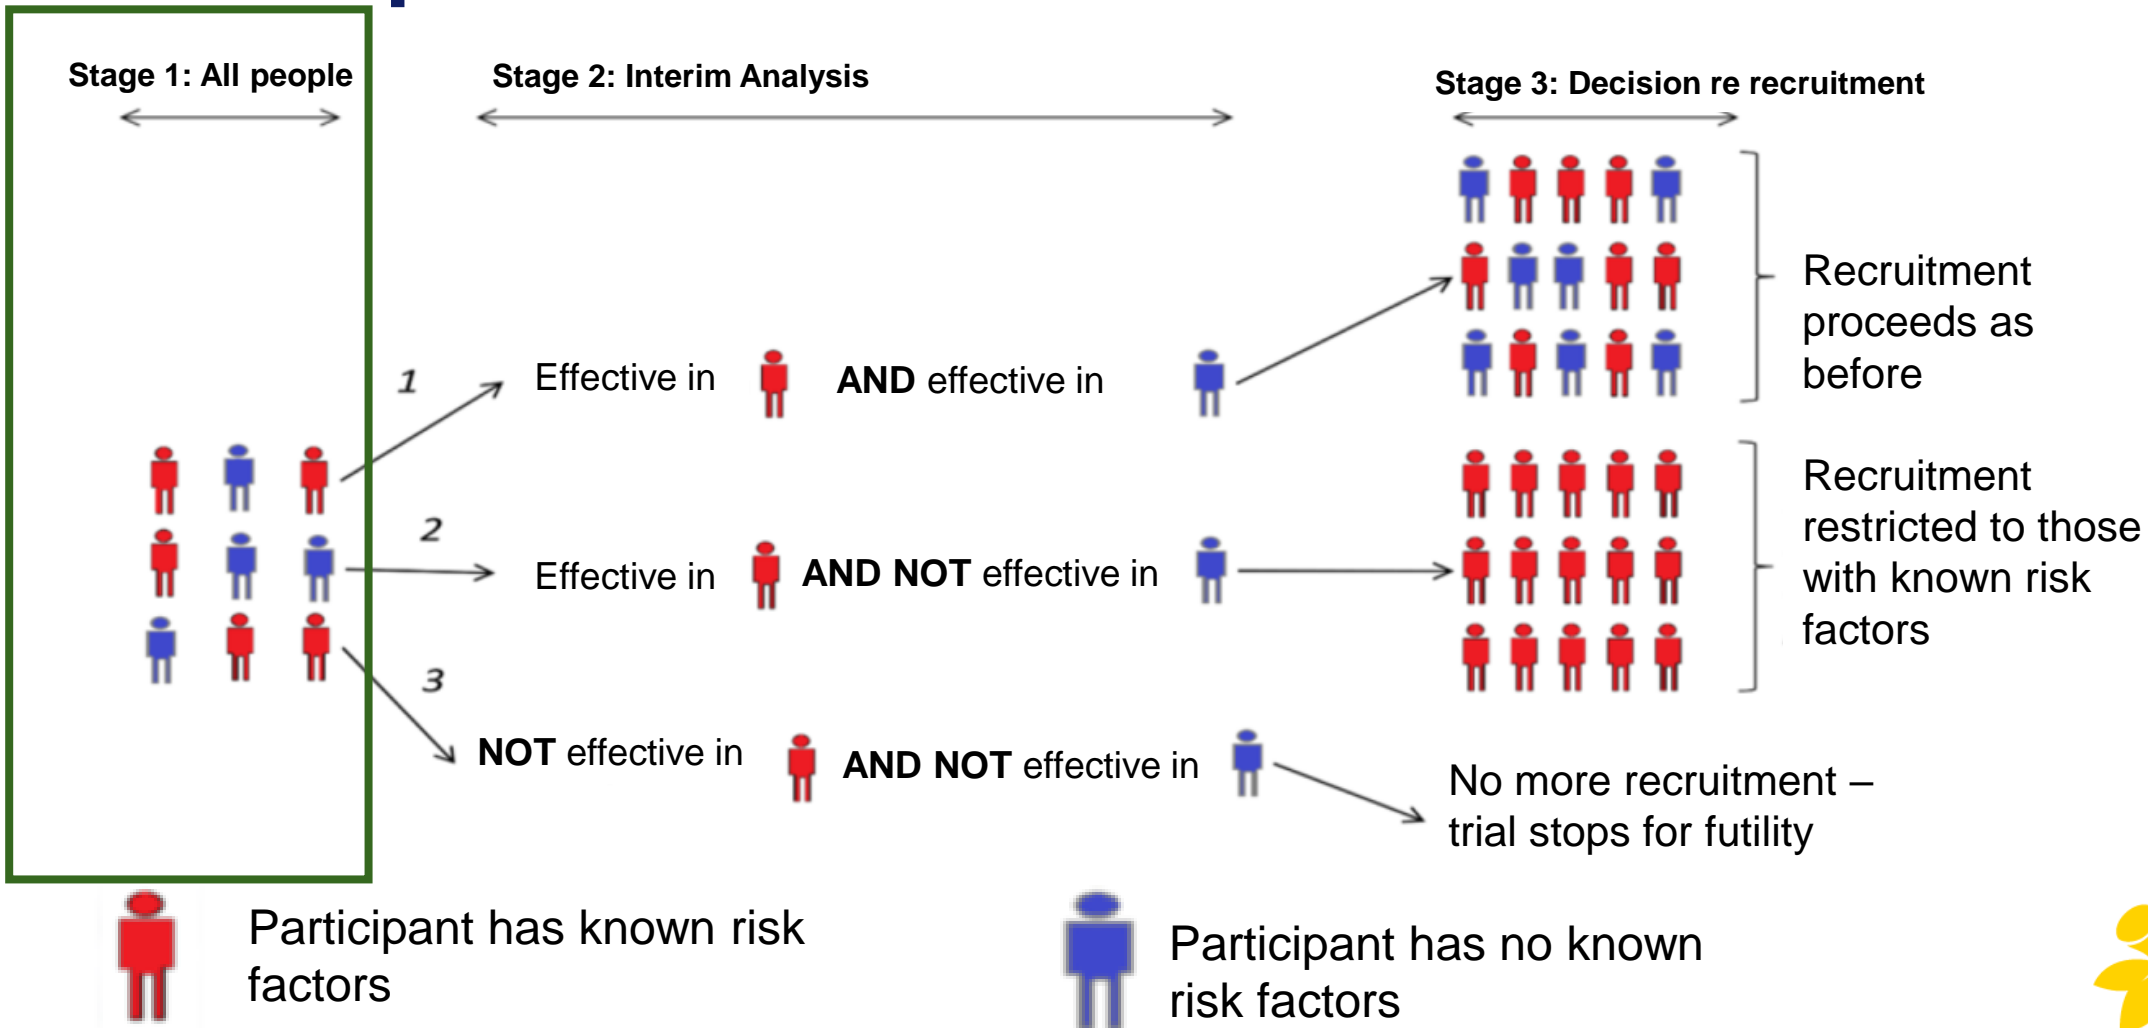 Stage 1: All people
Stage 2: Interim Analysis
Stage 3: Decision re recruitment
1
Effective in AND effective in
Recruitment
proceeds as
before
2
Effective in AND NOT effective in
Recruitment
restricted to those
with known risk
factors
3
NOT effective in AND NOT effective in
No more recruitment –
trial stops for futility
Participant has known risk
factors
Participant has no known
risk factors